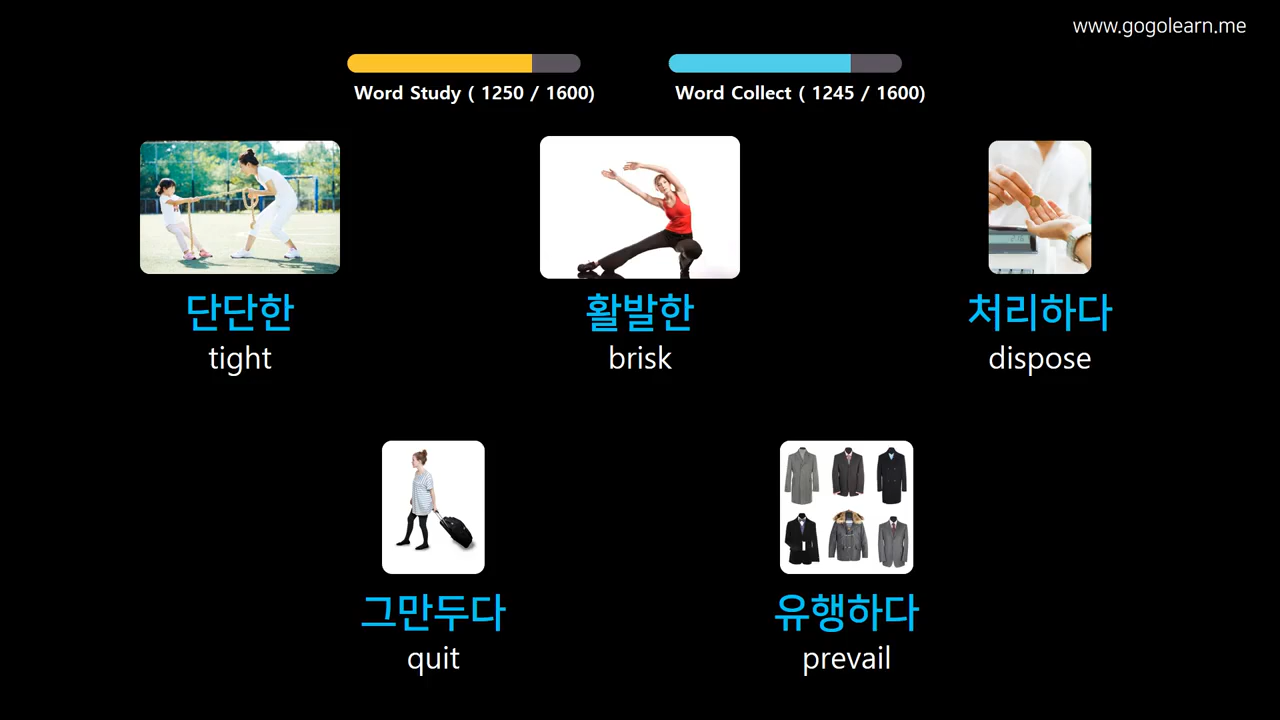 www.gogolearn.me
Word Study ( 1250 / 1600)
Word Collect ( 1245 / 1600)
단단한
tight
활발한
brisk
처리하다
dispose
그만두다
quit
유행하다
prevail